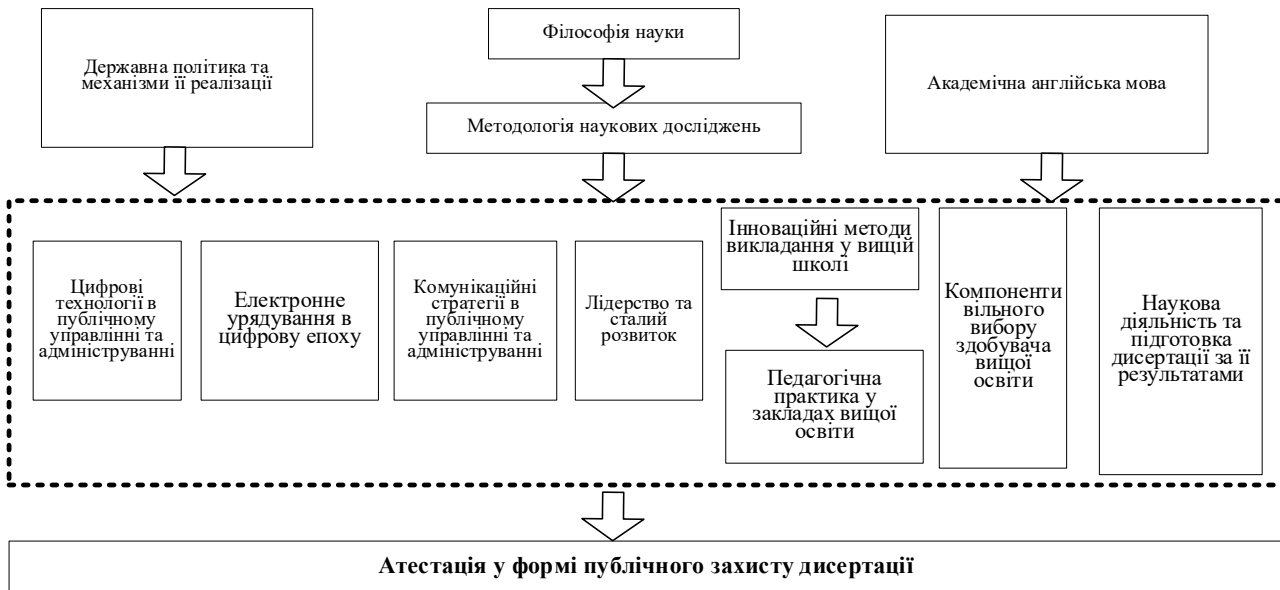 Державна політика та
механізми її реалізації
Філософія науки
Методологія наукових досліджень
Академічна англійська мова
Цифрові
технології в
публічному
управлінні та
адмініструванні
Електронне
урядування в
цифрову епоху
Комунікаційні
стратегії в
публічному
управлінні та
адмініструванні
Лідерство та
сталий
розвиток
Інноваційні методи
викладання у вищій
школі
Педагогічна
практика у
закладах вищої
освіти
Компоненти
вільного
вибору
здобувача
вищої
освіти
Наукова
діяльність та
підготовка
дисертації за її
результатами
Атестація у формі публічного захисту дисертації